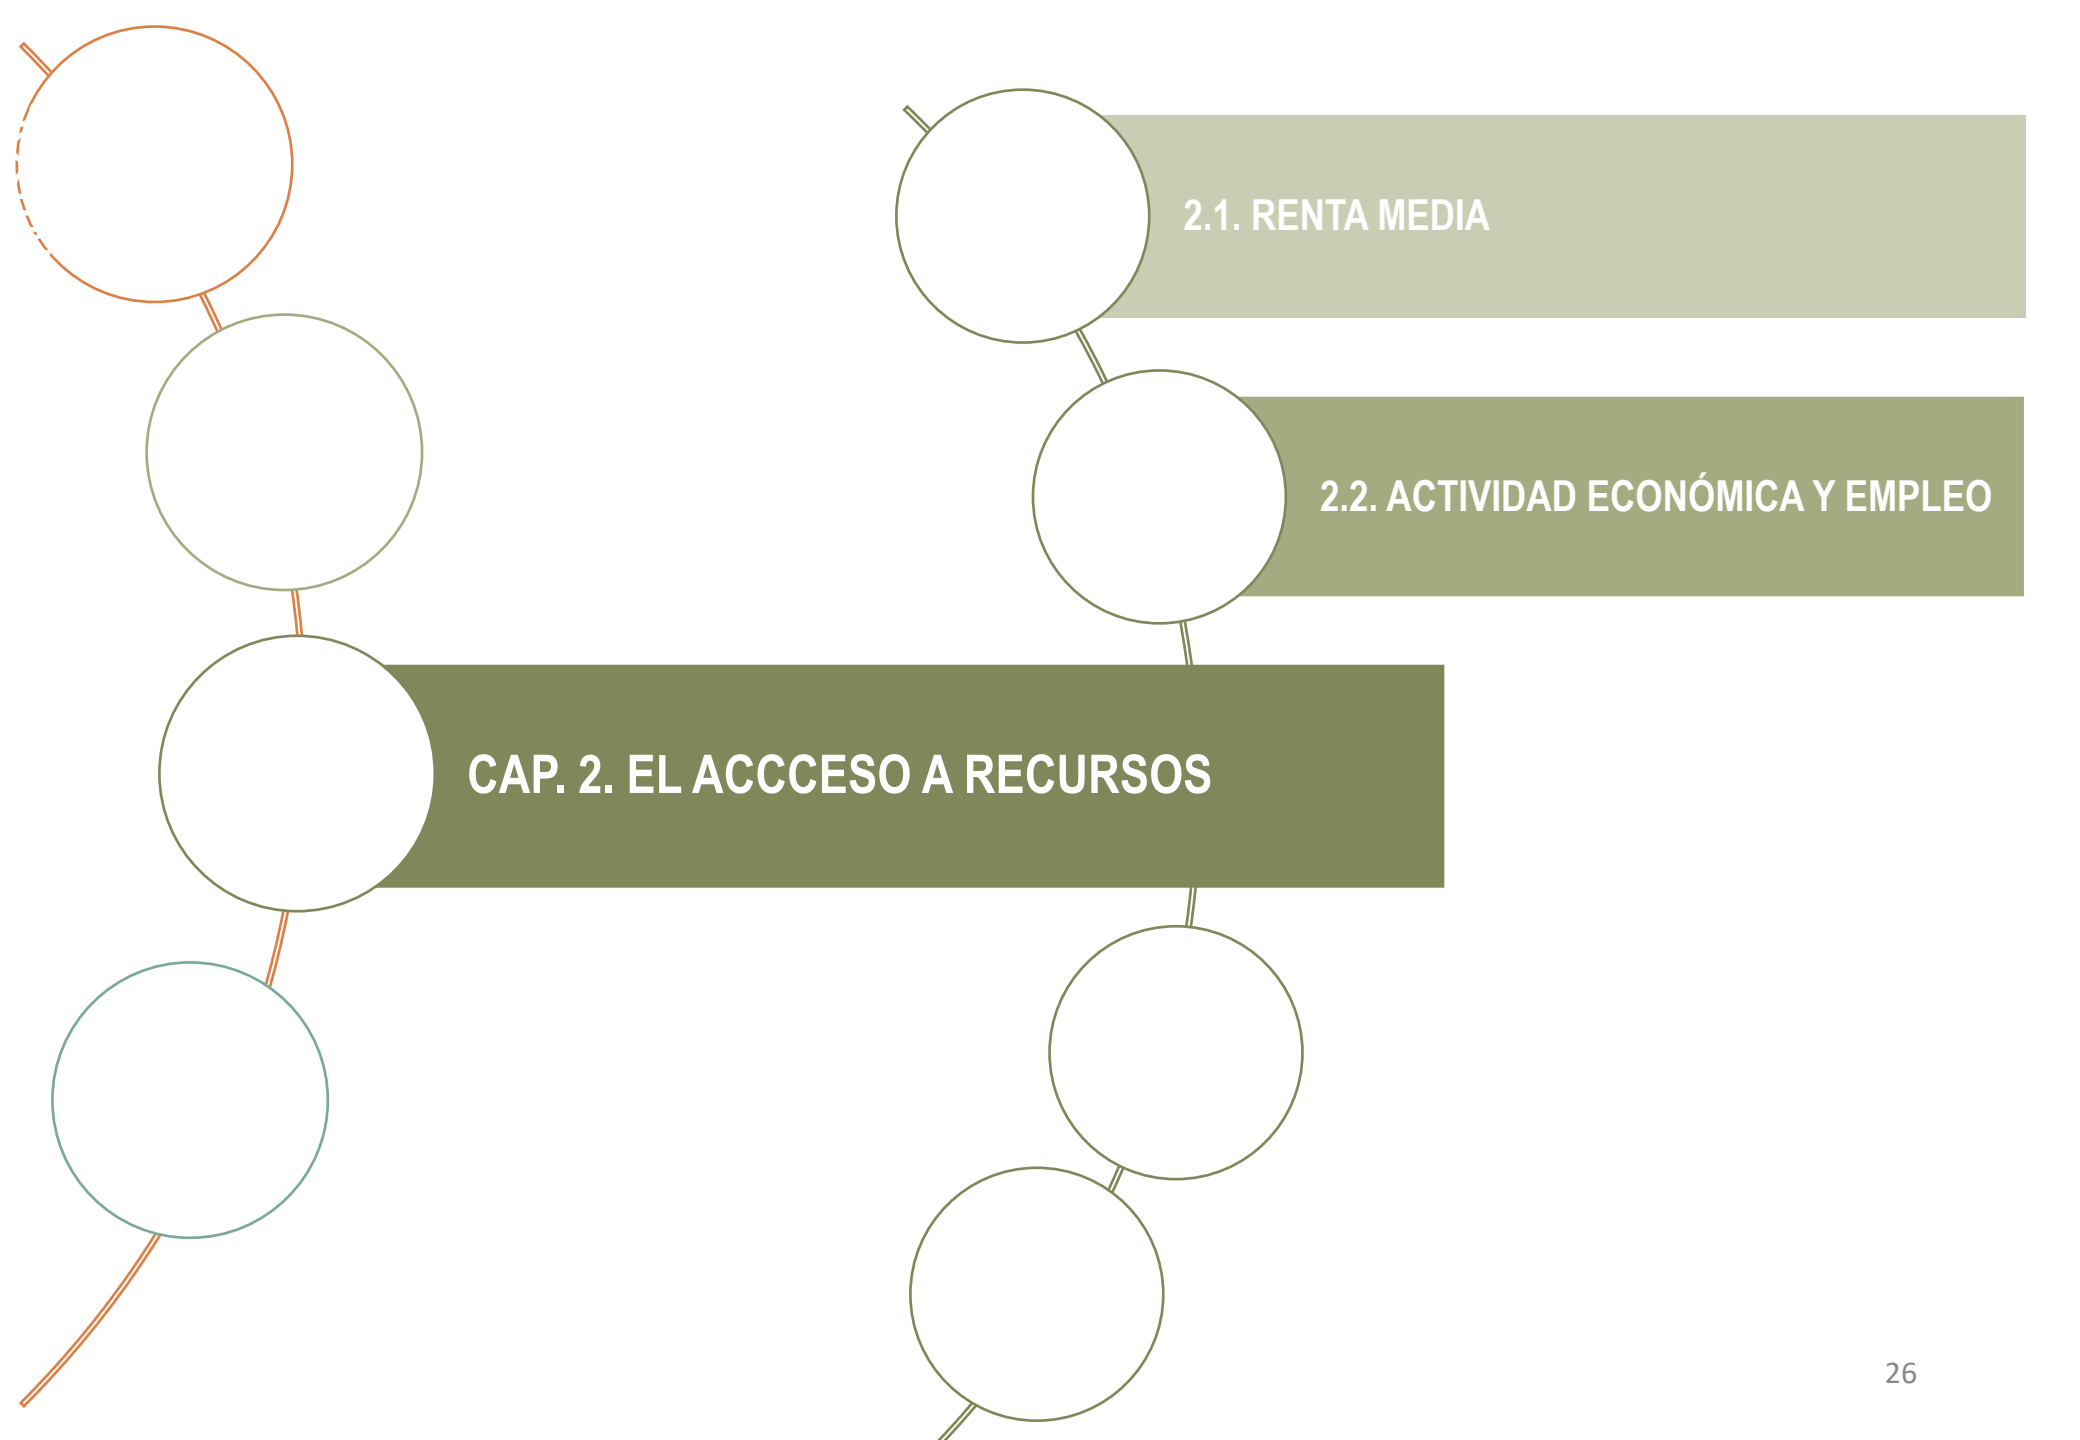 2.1. RENTA MEDIA
2.2. ACTIVIDAD ECONÓMICA Y EMPLEO
CAP. 2. EL ACCCESO A RECURSOS
26